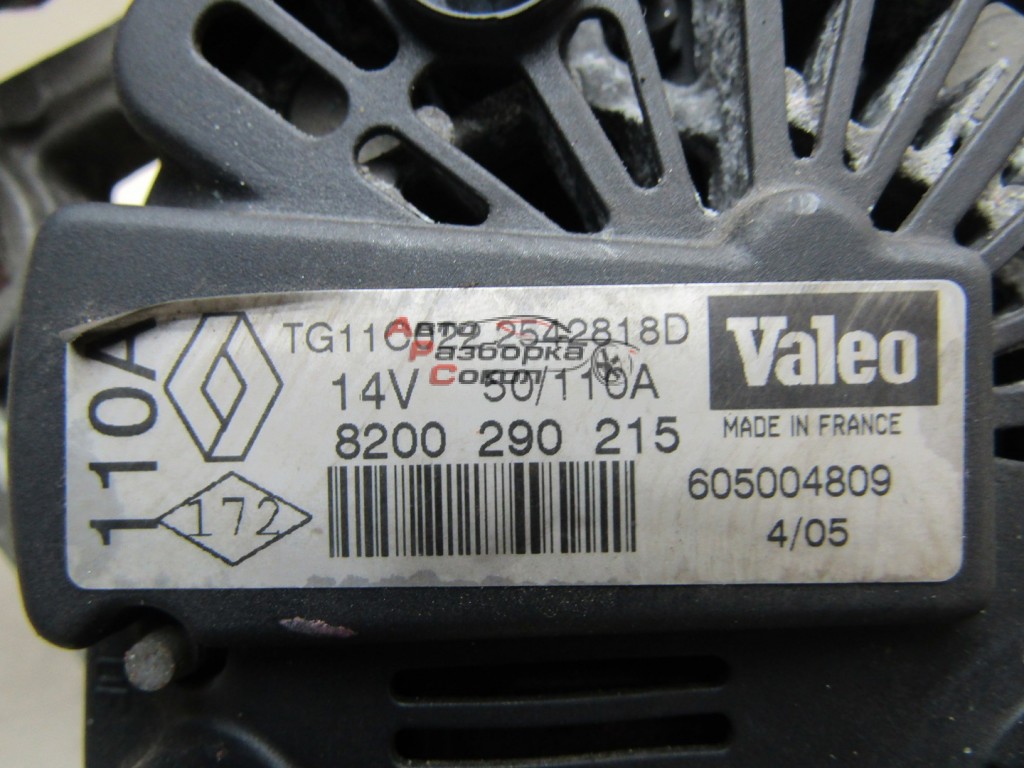 110A
172
2542818D
14V 50/110A
8200 290 215
Valeo
MADE IN FRANCE
605004809
4/05
Авто
Разборка
Сокол